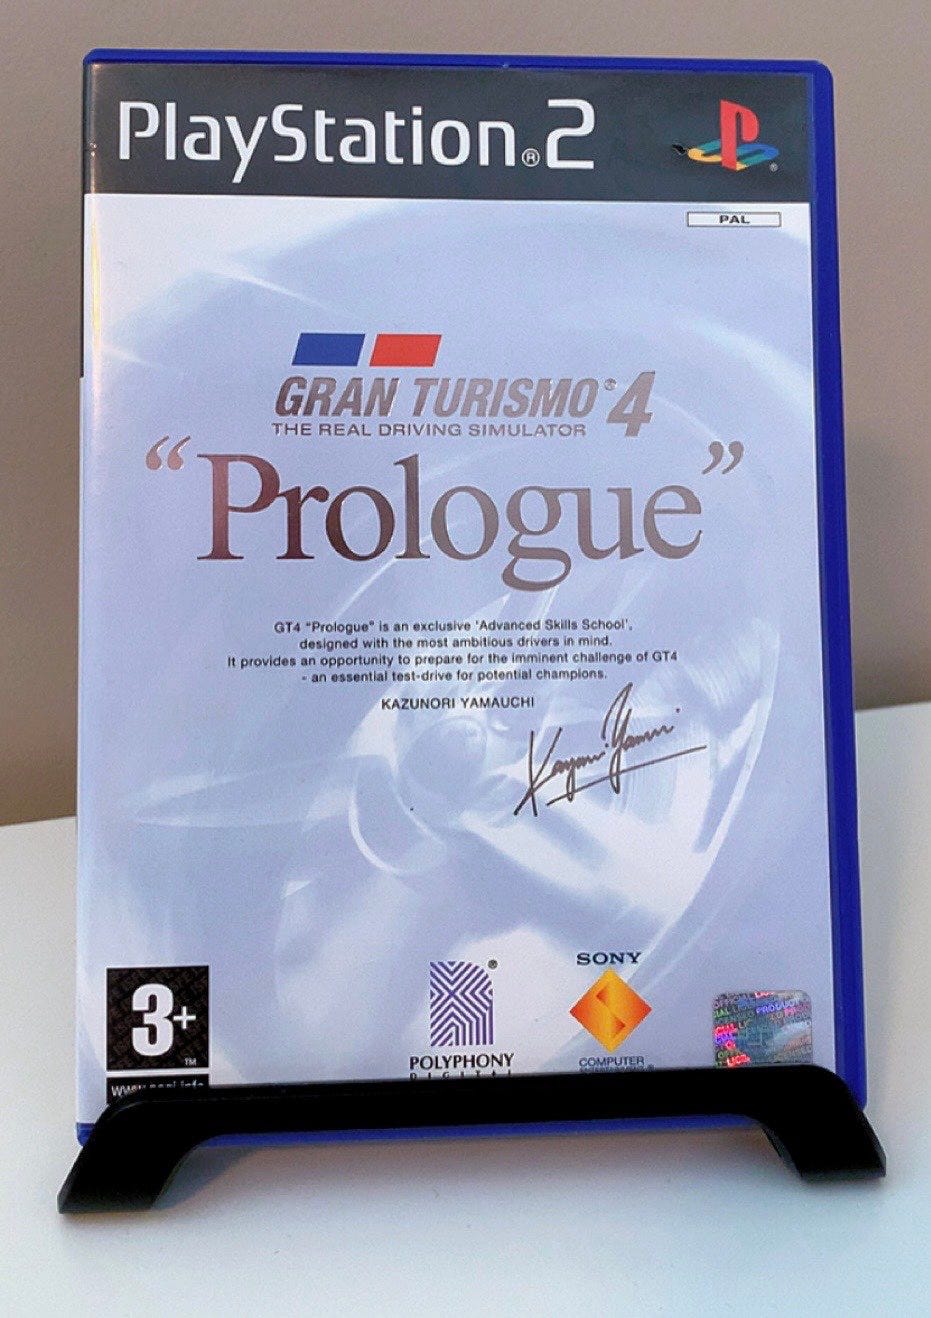 PlayStation®2
PAL
GRAN TURISMO®4
THE REAL DRIVING SIMULATOR
“Prologue”
GT4 "Prologue" is an exclusive 'Advanced Skills School',
designed with the most ambitious drivers in mind.
It provides an opportunity to prepare for the imminent challenge of GT4
- an essential test-drive for potential champions.
KAZUNORI YAMAUCHI
3+
TM
POLYPHONY
DIGITAL
SONY
COMPUTER